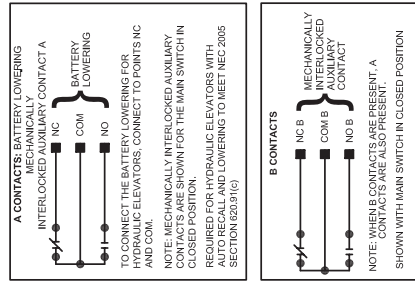 A CONTACTS: BATTERY LOWERING
MECHANICALLY
INTERLOCKED AUXILIARY CONTACT A
NC
COM
NO
BATTERY
LOWERING
TO CONNECT THE BATTERY LOWERING FOR
HYDRAULIC ELEVATORS. CONNECT TO POINTS NC
AND COM.
NOTE: MECHANICALLY INTERLOCKED AUXILIARY
CONTACTS ARE SHOWN FOR THE MAIN SWITCH IN
CLOSED POSITION.
REQUIRED FOR HYDRAULIC ELEVATORS WITH
AUTO RECALL AND LOWERING TO MEET NEC 2005
SECTION 620.91(c)
B CONTACTS
NC B
COM B
NO B
MECHANICALLY
INTERLOCKED
AUXILIARY
CONTACT
NOTE: WHEN B CONTACTS ARE PRESENT, A
CONTACTS ARE ALSO PRESENT.
SHOWN WITH MAIN SWITCH IN CLOSED POSITION